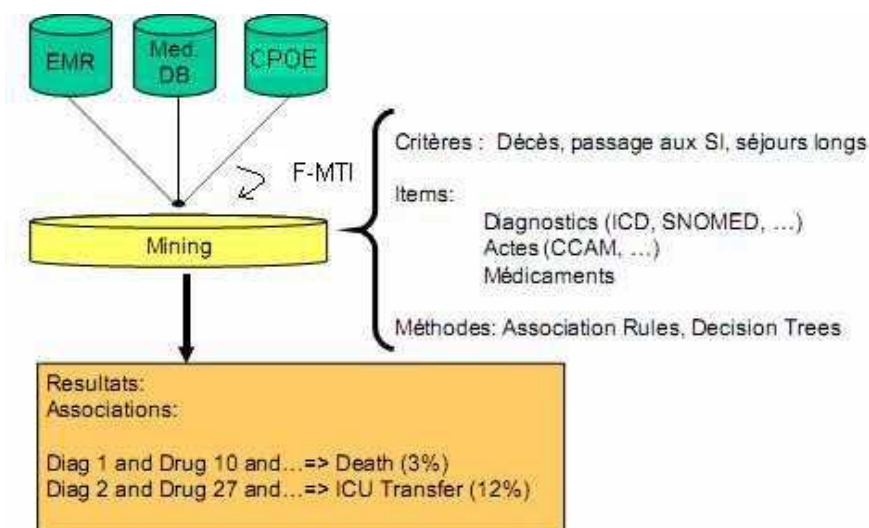 EMR
Med.
DB
CPOE
F-MTI
Mining
Critères : Décès, passage aux SI, séjours longs
Items:
Diagnostics (ICD, SNOMED, …)
Actes (CCAM, …)
Médicaments
Méthodes: Association Rules, Decision Trees
Resultats:
Associations:
Diag 1 and Drug 10 and…=> Death (3%)
Diag 2 and Drug 27 and…=> ICU Transfer (12%)